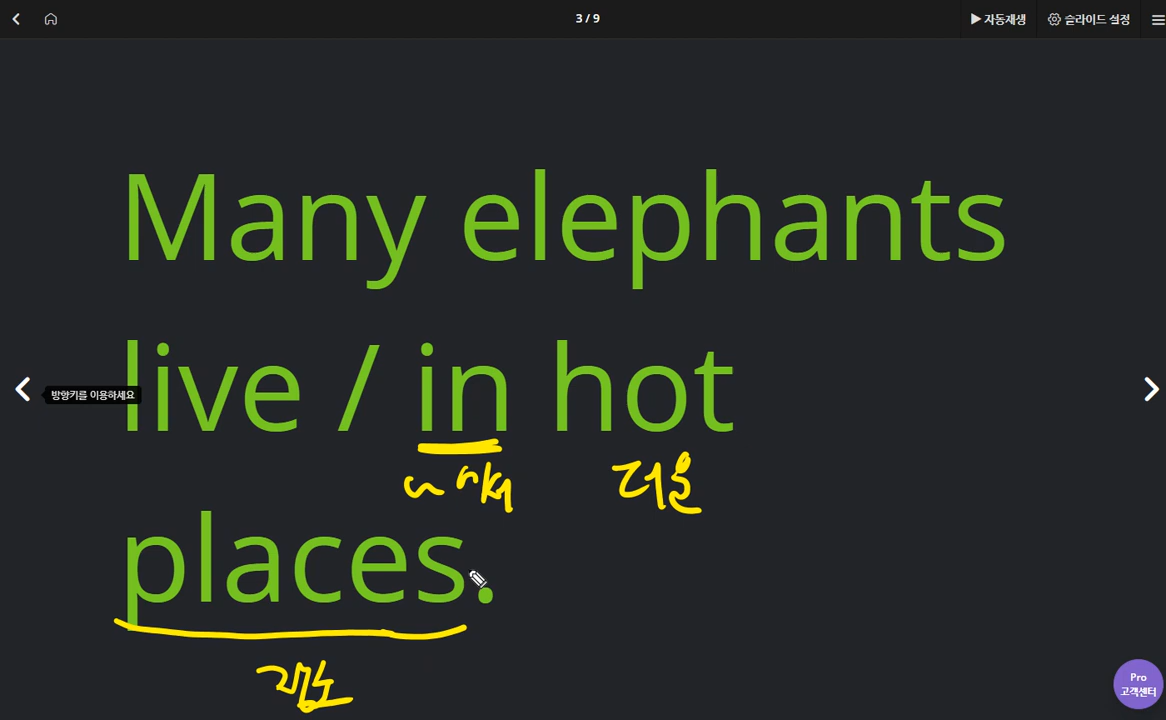 3 / 9
▶ 자동재생
슬라이드 설정
Many elephants
live / in hot
방향키를 이용하세요
~에서 더운
places.
장소
Pro
고객센터